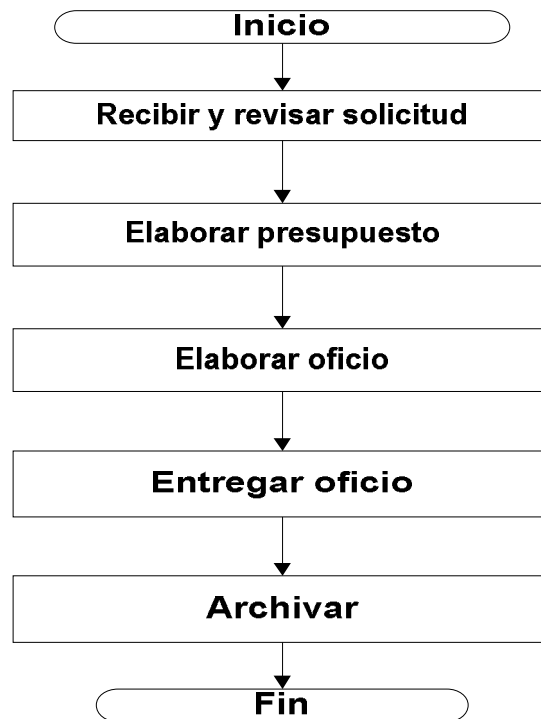 Inicio
Recibir y revisar solicitud
Elaborar presupuesto
Elaborar oficio
Entregar oficio
Archivar
Fin